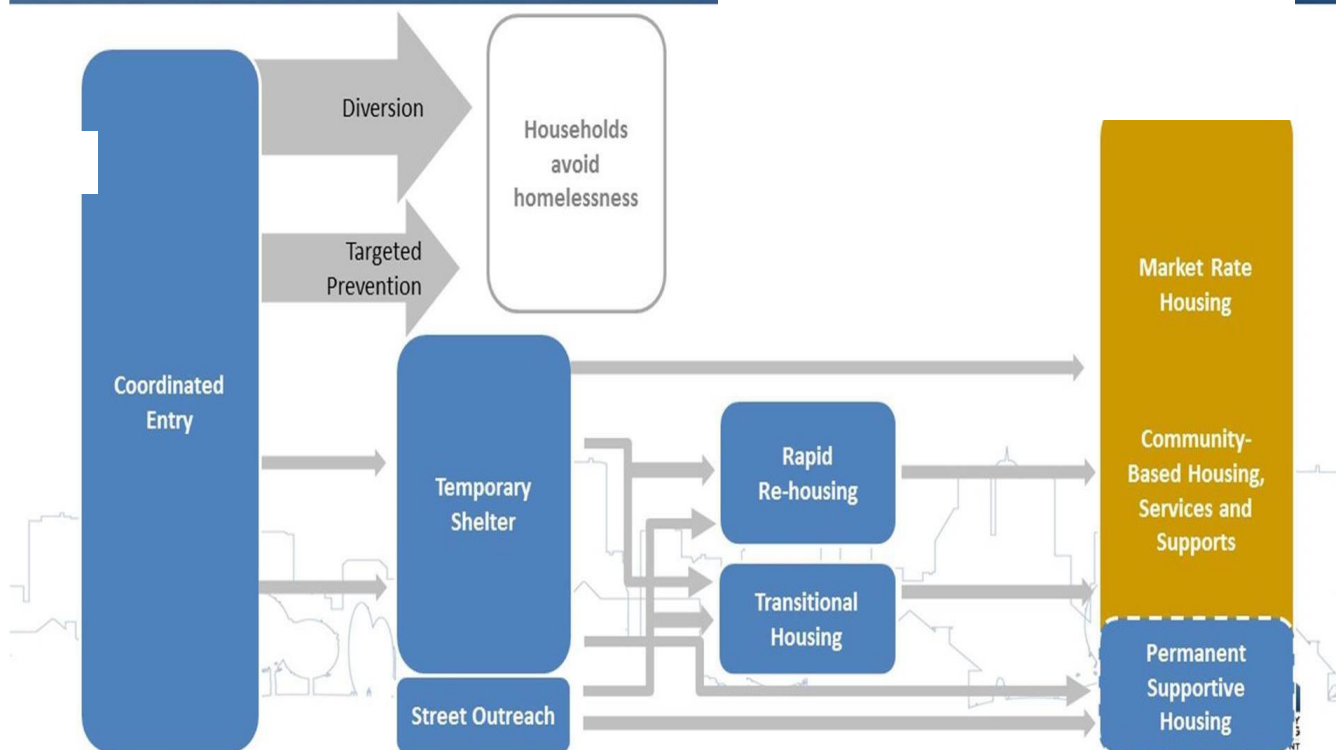 Diversion
Households
avoid
homelessness
Targeted
Prevention
Market Rate
Housing
Coordinated
Entry
Temporary
Shelter
Rapid
Re-housing
Community-
Based Housing,
Services and
Supports
Transitional
Housing
Street Outreach
Permanent
Supportive
Housing